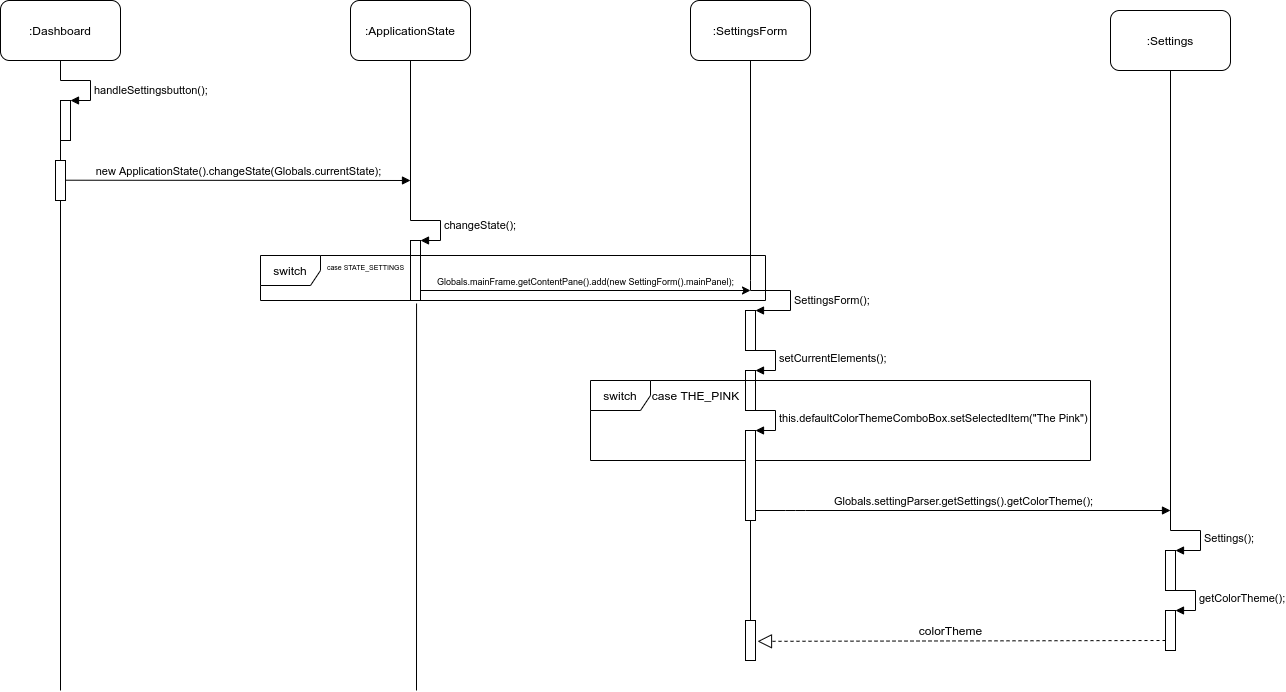 :Dashboard
:ApplicationState
:SettingsForm
:Settings
handleSettingsbutton();
new ApplicationState().changeState(Globals.currentState);
changeState();
switch
case STATE_SETTINGS
Globals.mainFrame.getContentPane().add(new SettingForm().mainPanel);
SettingsForm();
setCurrentElements();
switch
case THE_PINK
this.defaultColorThemeComboBox.setSelectedItem("The Pink")
Globals.settingParser.getSettings().getColorTheme();
Settings();
getColorTheme();
colorTheme